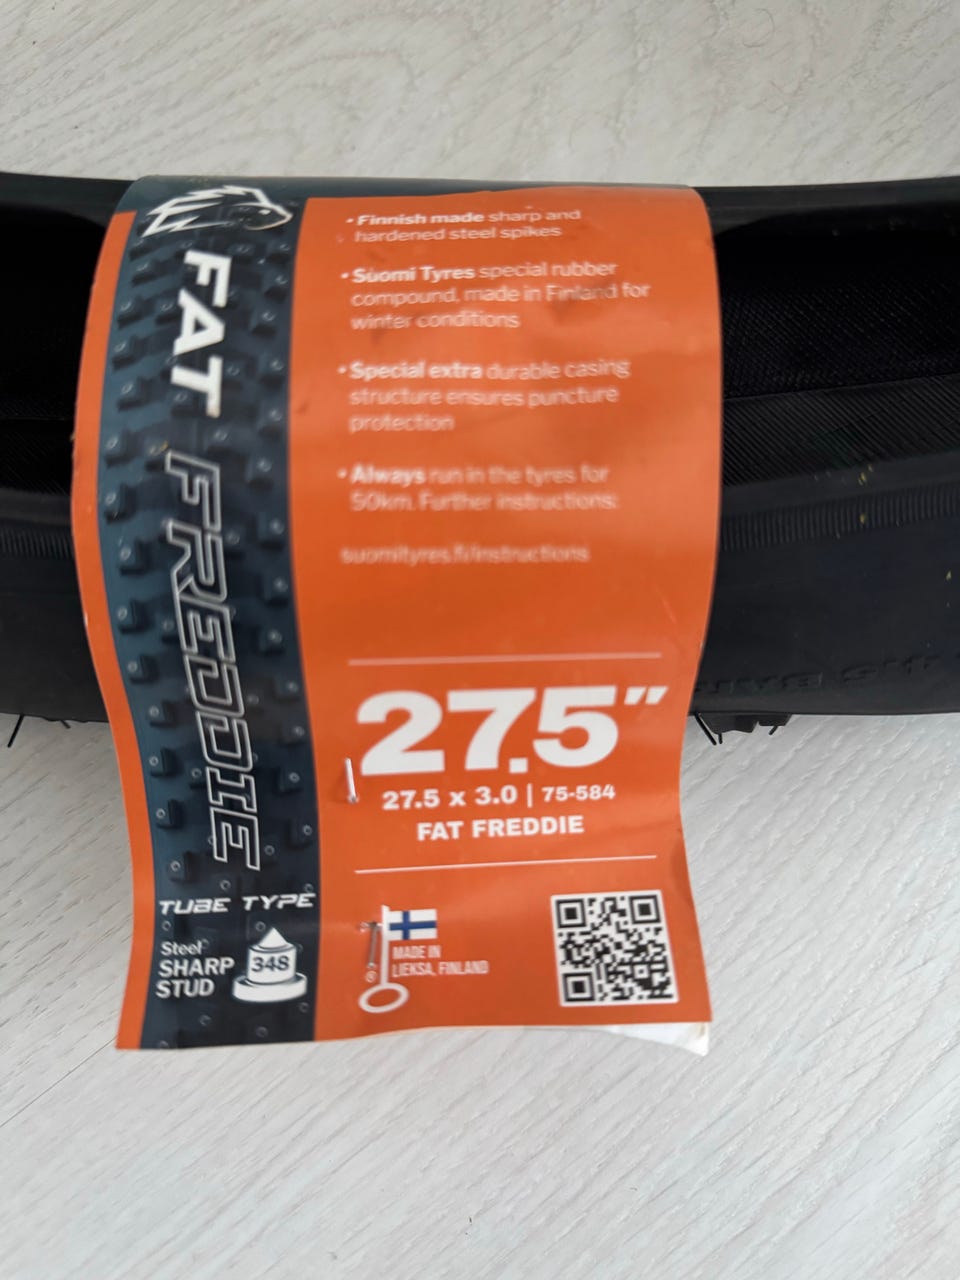 FAT FREDDIE
TUBE TYPE
Steel
SHARP
STUD
348
• Finnish made sharp and
hardened steel spikes
• Suomi Tyres special rubber
compound, made in Finland for
winter conditions
• Special extra durable casing
structure ensures puncture
protection
• Always run in the tyres for
50km. Further instructions:
suomityres.fi/instructions
27.5"
27.5 x 3.0 | 75-584
FAT FREDDIE
MADE IN
LIEKSA, FINLAND